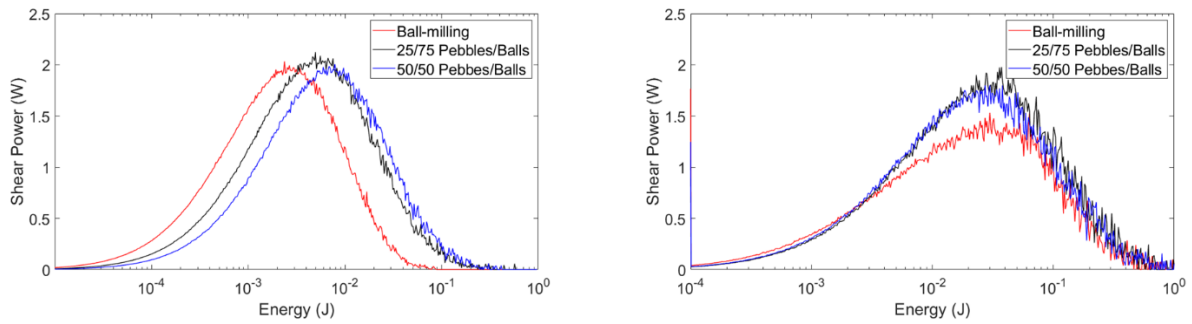 2.5
2
1.5
1
0.5
0
Shear Power (W)
Ball-milling
25/75 Pebbles/Balls
50/50 Pebbes/Balls
10-4
10-3
10-2
10-1
100
Energy (J)
2.5
2
1.5
1
0.5
0
Shear Power (W)
Ball-milling
25/75 Pebbles/Balls
50/50 Pebbes/Balls
10-4
10-3
10-2
10-1
100
Energy (J)